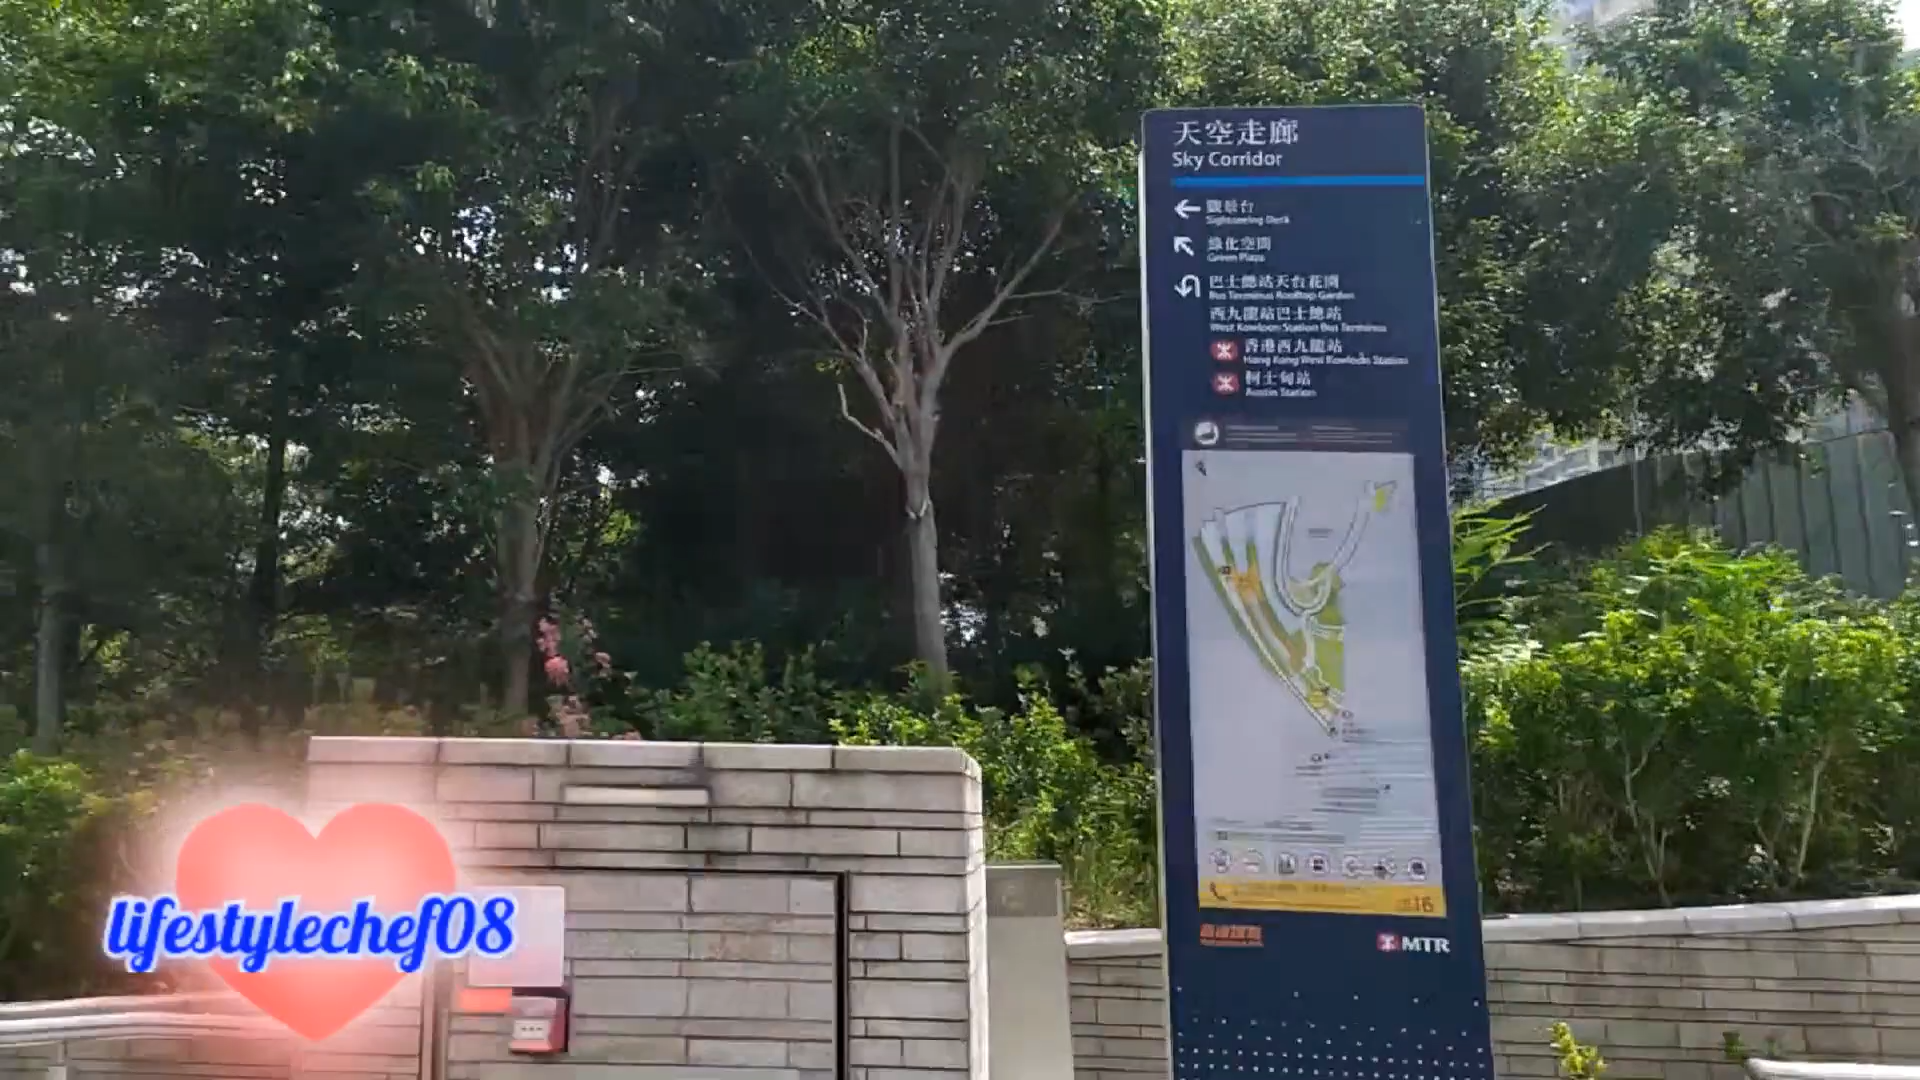 天空走廊
Sky Corridor
觀景台
Sightseeing Deck
綠化空間
Green Plaza
巴士總站天台花園
Bus Terminus Rooftop Garden
西九龍站巴士總站
West Kowloon Station Bus Terminus
香港西九龍站
Hong Kong West Kowloon Station
柯士甸站
Austin Station
16
MTR
lifestylechef08